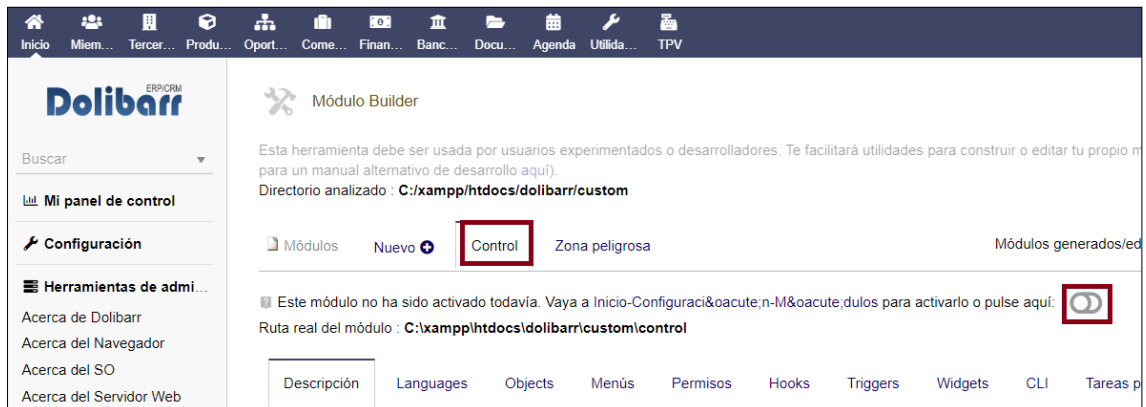 Inicio Miem... Tercer... Produ... Oport... Come... Finan... Banc... Docu... Agenda Utilida... TPV
Dolibarr ERP/CRM
Buscar
Mi panel de control
Configuración
Herramientas de admi...
Acerca de Dolibarr
Acerca del Navegador
Acerca del SO
Acerca del Servidor Web
Módulo Builder
Esta herramienta debe ser usada por usuarios experimentados o desarrolladores. Te facilitará utilidades para construir o editar tu propio m
para un manual alternativo de desarrollo aquí).
Directorio analizado : C:/xampp/htdocs/dolibarr/custom
Módulos Nuevo Control Zona peligrosa Módulos generados/ed
Este módulo no ha sido activado todavía. Vaya a Inicio-Configuraci&oacute;n-M&oacute;dulos para activarlo o pulse aquí:
Ruta real del módulo : C:\xampp\htdocs\dolibarr\custom\control
Descripción Languages Objects Menús Permisos Hooks Triggers Widgets CLI Tareas p